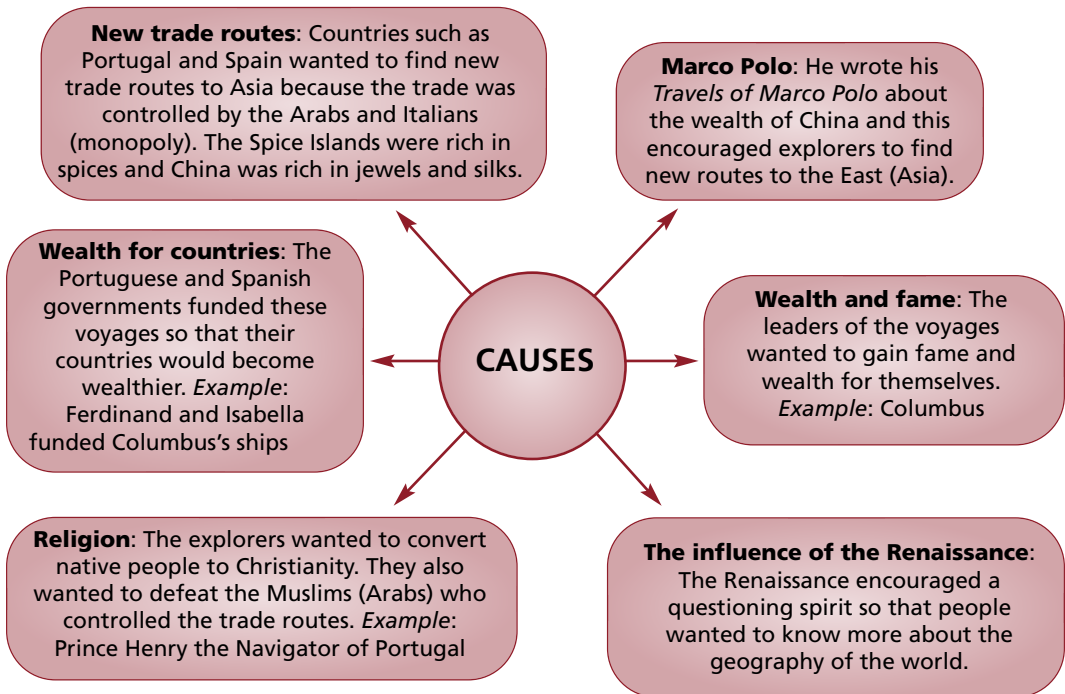 New trade routes: Countries such as
Portugal and Spain wanted to find new
trade routes to Asia because the trade was
controlled by the Arabs and Italians
(monopoly). The Spice Islands were rich in
spices and China was rich in jewels and silks.
Marco Polo: He wrote his
Travels of Marco Polo about
the wealth of China and this
encouraged explorers to find
new routes to the East (Asia).
Wealth for countries: The
Portuguese and Spanish
governments funded these
voyages so that their
countries would become
wealthier. Example:
Ferdinand and Isabella
funded Columbus's ships
CAUSES
Wealth and fame: The
leaders of the voyages
wanted to gain fame and
wealth for themselves.
Example: Columbus
Religion: The explorers wanted to convert
native people to Christianity. They also
wanted to defeat the Muslims (Arabs) who
controlled the trade routes. Example:
Prince Henry the Navigator of Portugal
The influence of the Renaissance:
The Renaissance encouraged a
questioning spirit so that people
wanted to know more about the
geography of the world.